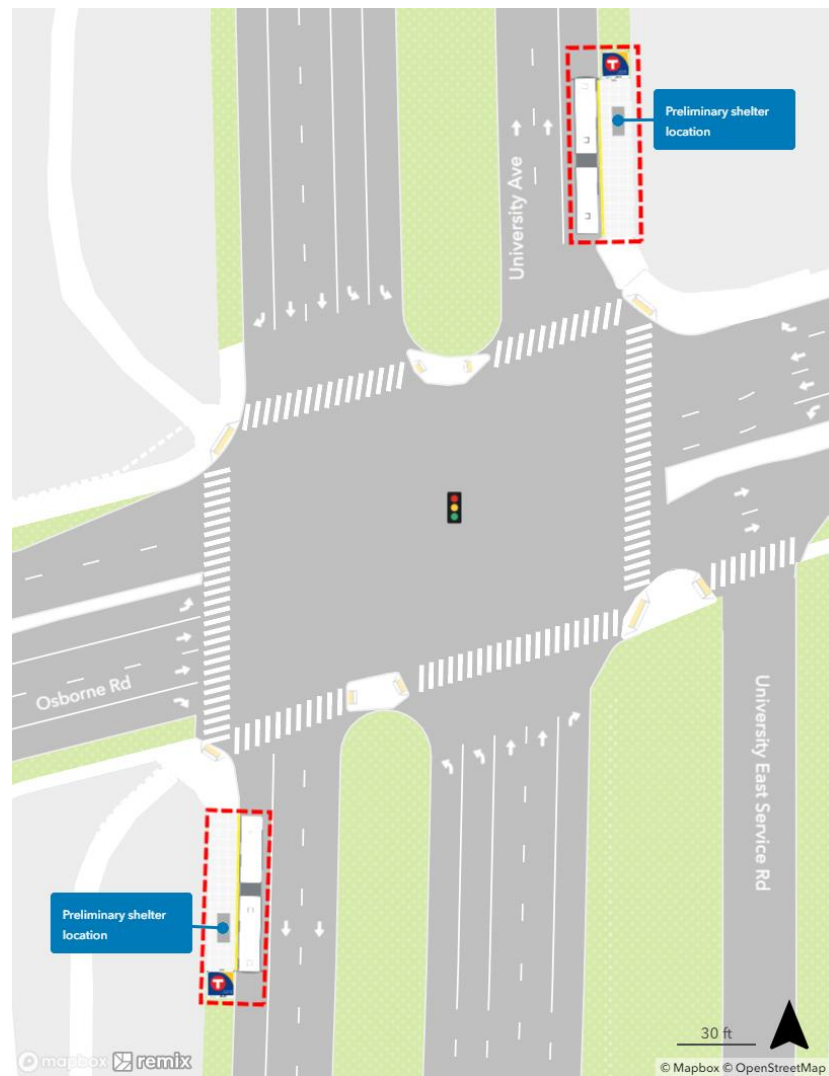 Preliminary shelter
location
University Ave
Osborne Rd
University East Service Rd
Preliminary shelter
location
30 ft
mapbox remix
© Mapbox © OpenStreetMap